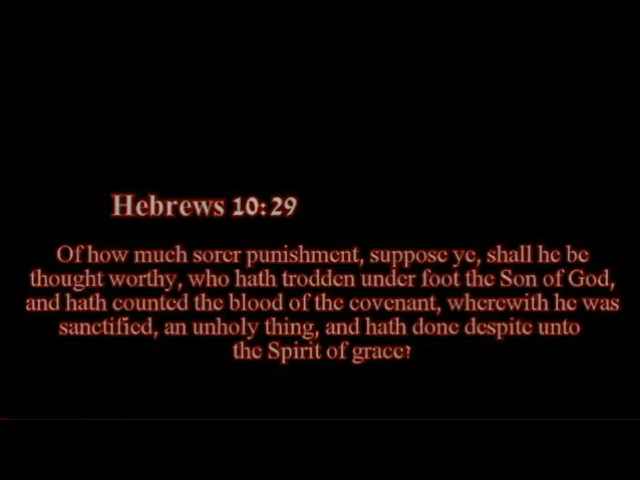 Hebrews 10:29
Of how much sorer punishment, suppose ye, shall he be
thought worthy, who hath trodden under foot the Son of God,
and hath counted the blood of the covenant, wherewith he was
sanctified, an unholy thing, and hath done despite unto
the Spirit of grace?